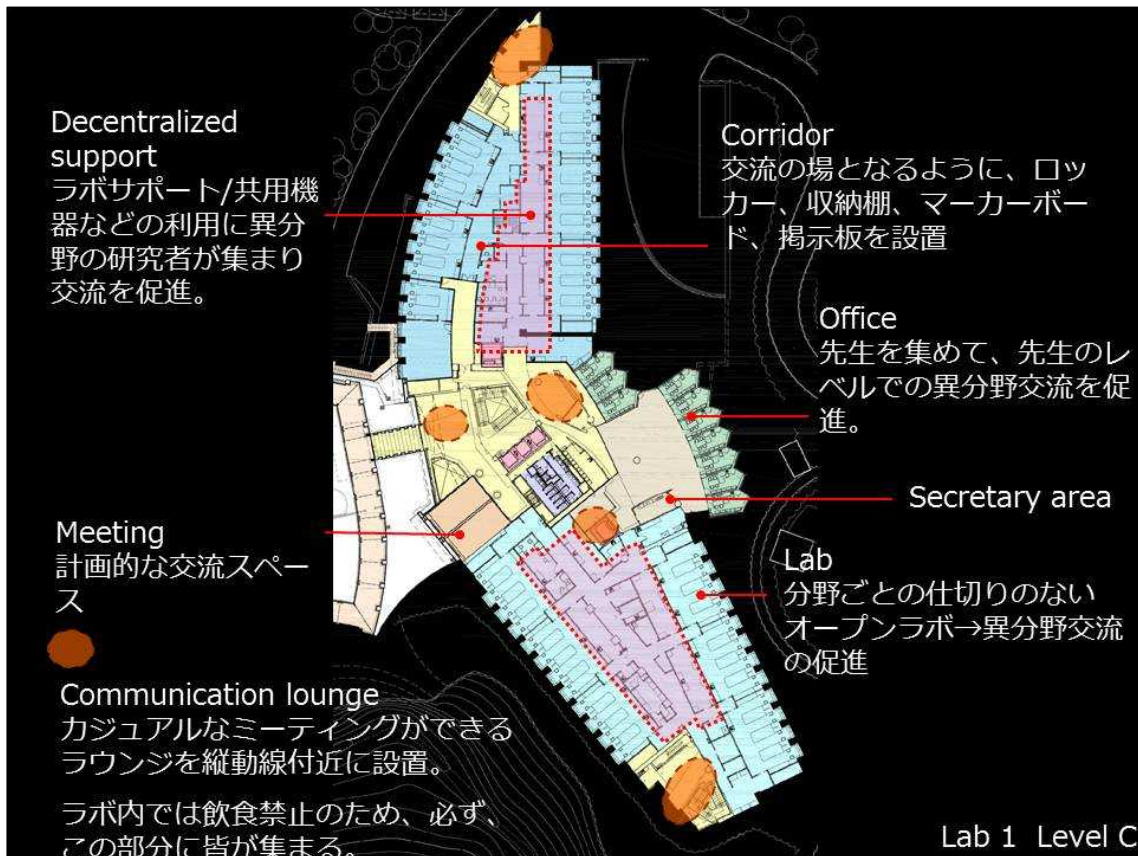 Decentralized
support
ラボサポート/共用機
器などの利用に異分
野の研究者が集まり
交流を促進。
Corridor
交流の場となるように、ロッ
カー、収納棚、マーカーボー
ド、掲示板を設置
Office
先生を集めて、先生のレ
ベルでの異分野交流を促
進。
Secretary area
Meeting
計画的な交流スペー
ス
Lab
分野ごとの仕切りのない
オープンラボ→異分野交流
の促進
Communication lounge
カジュアルなミーティングができる
ラウンジを縦動線付近に設置。
ラボ内では飲食禁止のため、必ず、
この部分に皆が集まる。
Lab 1 Level C